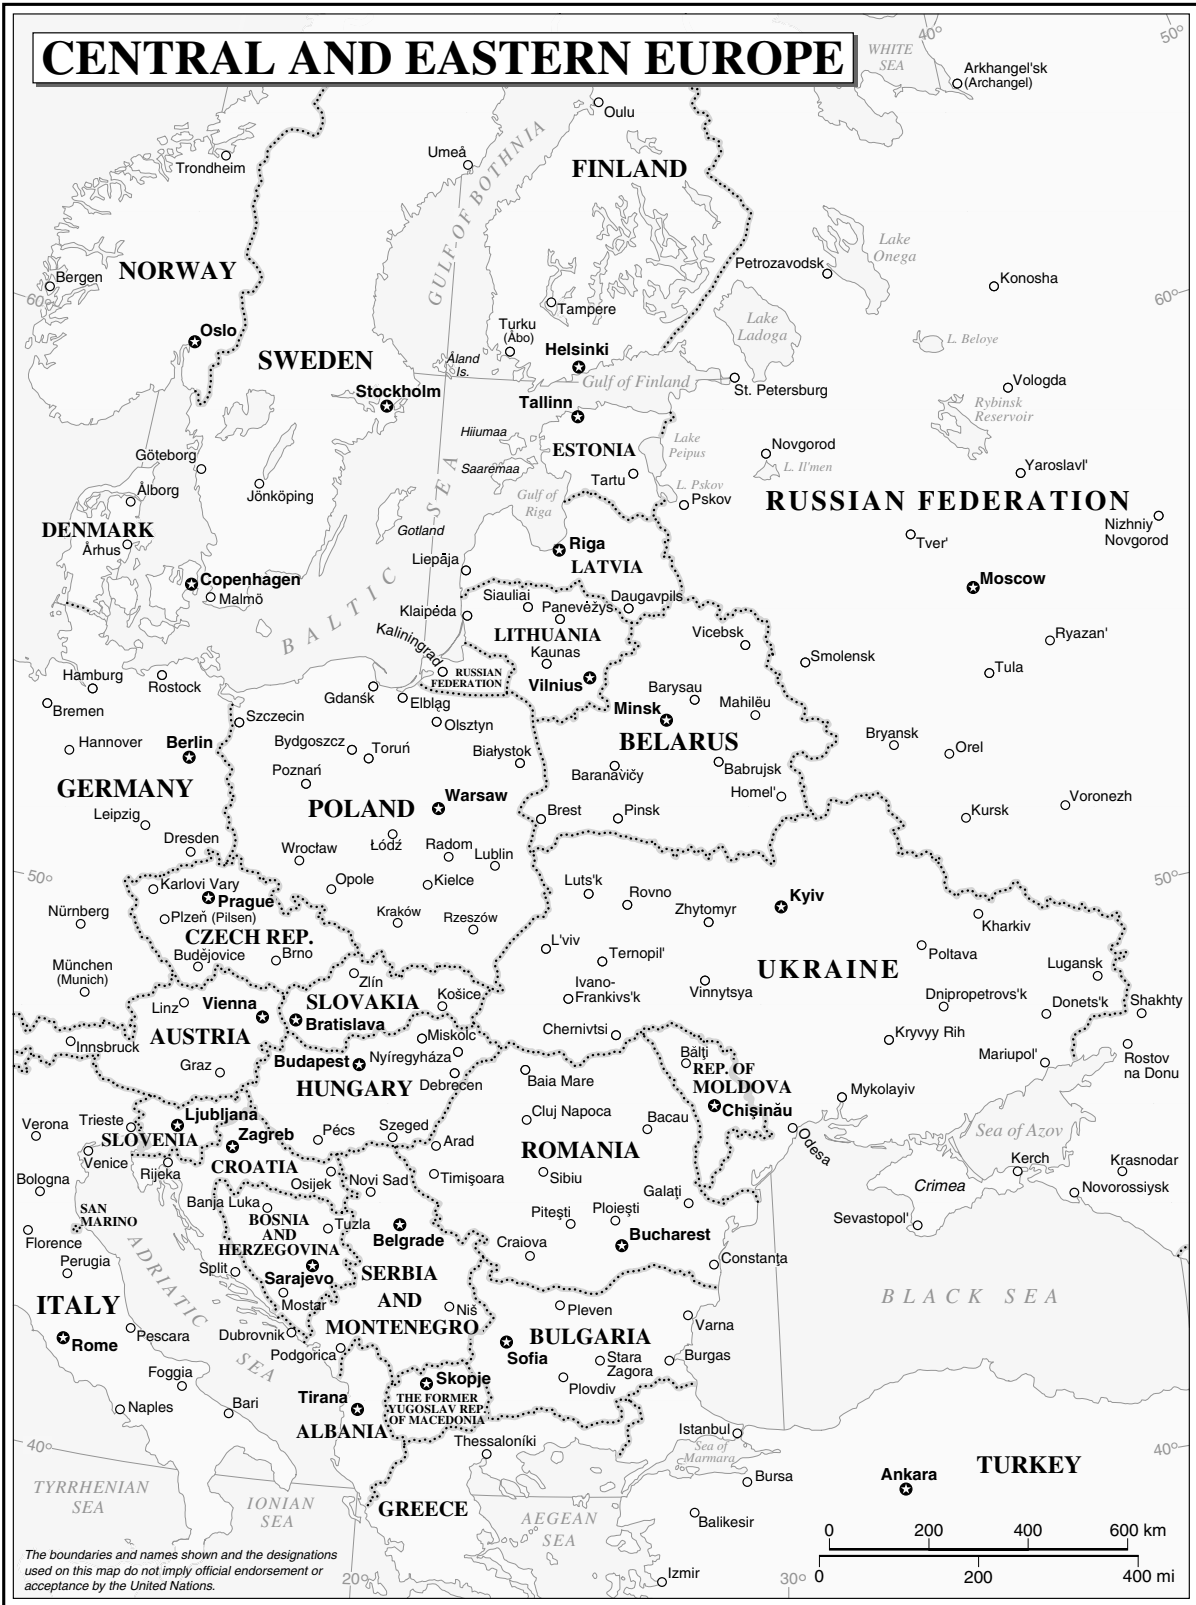 CENTRAL AND EASTERN EUROPE
WHITE
SEA
40°
50°
Arkhangel'sk
(Archangel)
Oulu
Trondheim
Umeå
FINLAND
GULF OF BOTHNIA
NORWAY
Bergen
60°
Petrozavodsk
Lake
Onega
Konosha
60°
Tampere
Lake
Ladoga
Turku
(Åbo)
Oslo
SWEDEN
Helsinki
L. Beloye
Åland
Is.
Gulf of Finland
Stockholm
St. Petersburg
Vologda
Tallinn
Rybinsk
Reservoir
Hiiumaa
ESTONIA
Lake
Peipus
Novgorod
Göteborg
Saaremaa
L. Il'men
Yaroslavl'
Tartu
L. Pskov
Jönköping
Ålborg
Gulf of
Riga
Pskov
RUSSIAN FEDERATION
DENMARK
Gotland
Nizhniy
Novgorod
Århus
Riga
Tver'
Liepāja
LATVIA
Copenhagen
Moscow
Malmö
BALTIC SEA
Siauliai
Panevėžys
Daugavpils
Klaipėda
LITHUANIA
Vicebsk
Ryazan'
Kaliningrad
Kaunas
Smolensk
RUSSIAN
FEDERATION
Vilnius
Tula
Hamburg
Rostock
Gdańsk
Elbląg
Barysau
Bremen
Szczecin
Olsztyn
Minsk
Mahilëu
Hannover
Berlin
Bydgoszcz
Toruń
Białystok
BELARUS
Bryansk
Orel
Poznań
Baranavičy
Babrujsk
GERMANY
POLAND
Warsaw
Homel'
Leipzig
Brest
Pinsk
Kursk
Voronezh
Dresden
Łódź
Radom
Wrocław
Lublin
50°
Karlovi Vary
Opole
Kielce
Luts'k
Rovno
Kyiv
50°
Prague
Nürnberg
Plzeň (Pilsen)
Kraków
Rzeszów
Zhytomyr
Kharkiv
CZECH REP.
L'viv
Ternopil'
Poltava
Budějovice
Brno
UKRAINE
Lugansk
München
(Munich)
Zlín
Ivano-
Frankivs'k
Vinnytsya
Linz
Vienna
SLOVAKIA
Košice
Dnipropetrovs'k
Donets'k
Shakhty
Bratislava
AUSTRIA
Miskolc
Chernivtsi
Kryvyy Rih
Innsbruck
Budapest
Nyíregyháza
Bălţi
Mariupol'
Rostov
na Donu
Graz
HUNGARY
Debrecen
Baia Mare
REP. OF
MOLDOVA
Mykolayiv
Verona
Trieste
Ljubljana
Cluj Napoca
Chişinău
SLOVENIA
Zagreb
Pécs
Szeged
Arad
Bacau
Odesa
Sea of Azov
Venice
Rijeka
CROATIA
ROMANIA
Kerch
Krasnodar
Bologna
Osijek
Novi Sad
Timişoara
Sibiu
Crimea
Novorossiysk
SAN
MARINO
Banja Luka
Galaţi
BOSNIA
AND
HERZEGOVINA
Tuzla
Piteşti
Ploieşti
Sevastopol'
Florence
Belgrade
Bucharest
Perugia
ADRIATIC SEA
Split
Craiova
Constanţa
Sarajevo
SERBIA
AND
MONTENEGRO
BLACK SEA
ITALY
Mostar
Niš
Pleven
Pescara
Dubrovnik
Varna
Rome
BULGARIA
Podgorica
Sofia
Stara
Zagora
Burgas
Foggia
Skopje
Plovdiv
Tirana
THE FORMER
YUGOSLAV REP.
OF MACEDONIA
Naples
Bari
ALBANIA
Istanbul
40°
Thessaloníki
Sea of
Marmara
40°
TURKEY
Ankara
Bursa
TYRRHENIAN
SEA
IONIAN
SEA
GREECE
AEGEAN
SEA
Balikesir
0 200 400 600 km
The boundaries and names shown and the designations
used on this map do not imply official endorsement or
acceptance by the United Nations.
20°
Izmir
30°
0 200 400 mi